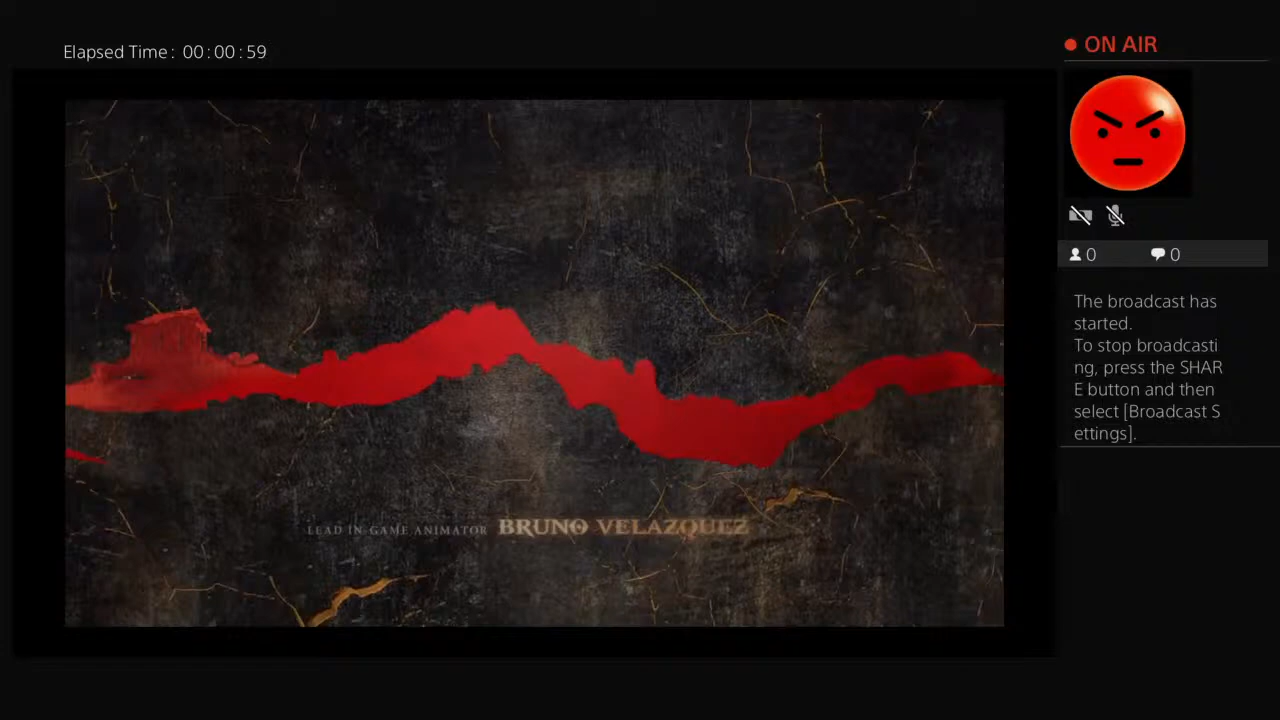 Elapsed Time: 00:00:59
ON AIR
0
0
The broadcast has
started.
To stop broadcasti
ng, press the SHAR
E button and then
select [Broadcast S
ettings].
LEAD IN-GAME ANIMATOR BRUNO VELAZQUEZ